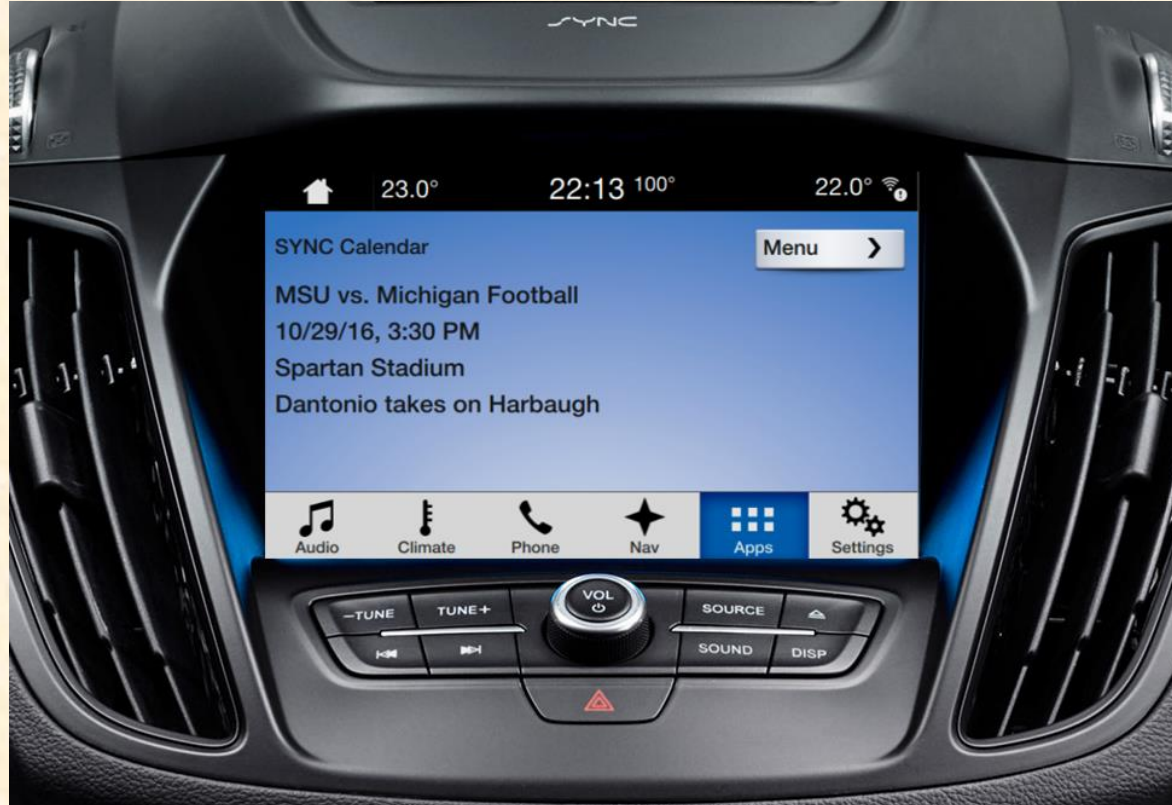 SYNC
23.0° 22:13 100° 22.0°
SYNC Calendar
Menu
MSU vs. Michigan Football
10/29/16, 3:30 PM
Spartan Stadium
Dantonio takes on Harbaugh
Audio Climate Phone Nav Apps Settings
–TUNE TUNE+ VOL SOURCE
SOUND DISP